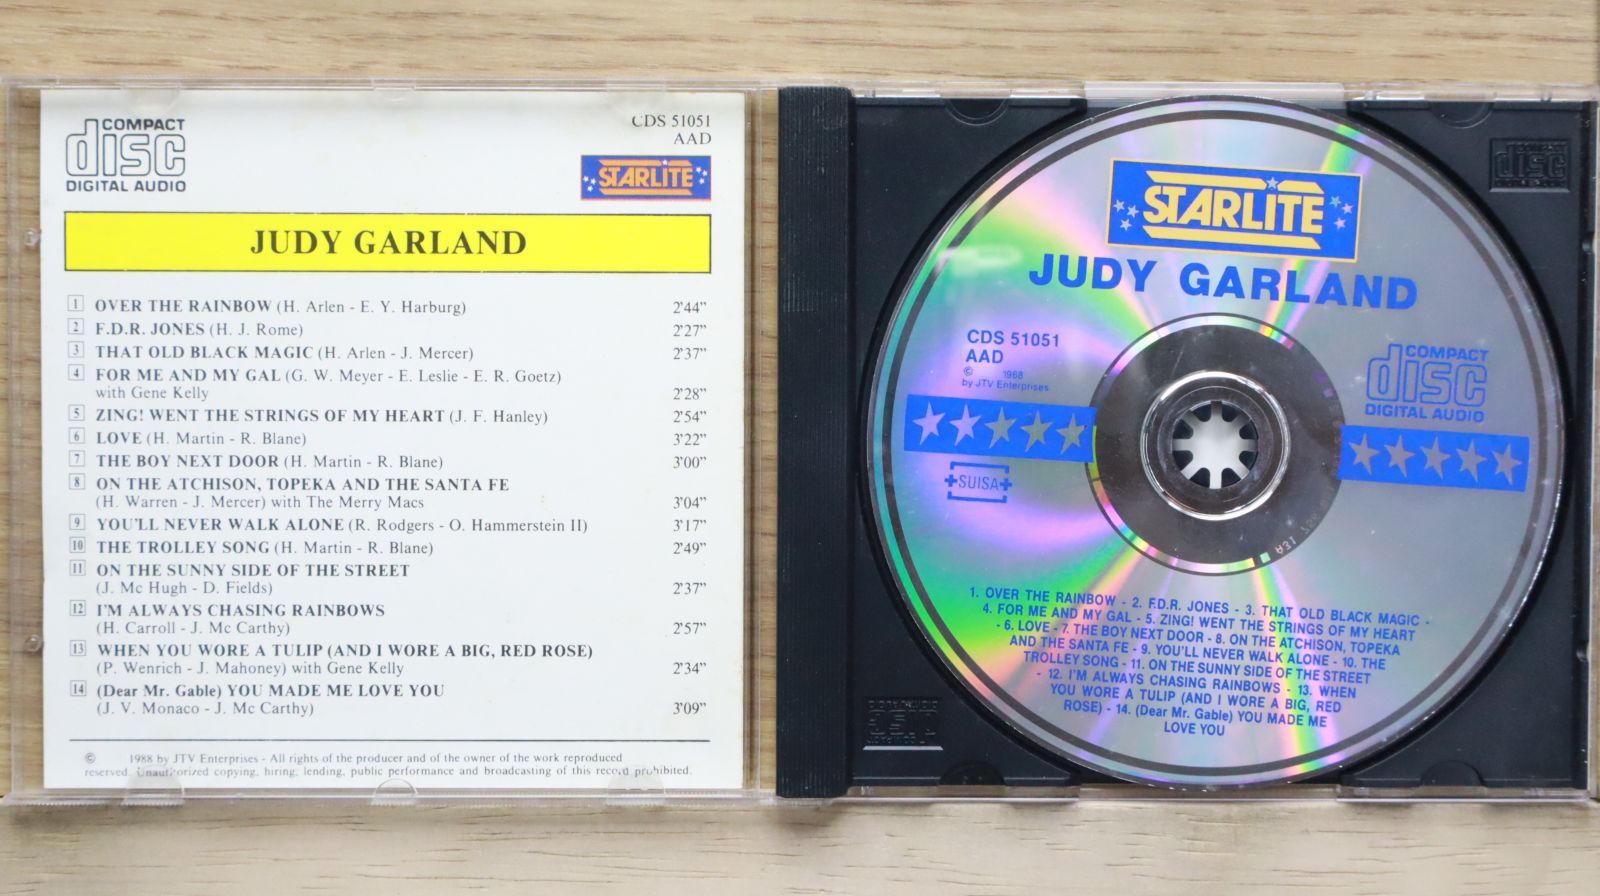 COMPACT
disc
DIGITAL AUDIO
CDS 51051
AAD
STARLITE
JUDY GARLAND
1 OVER THE RAINBOW (H. Arlen - E. Y. Harburg) 2'44"
2 F.D.R. JONES (H. J. Rome) 2'27"
3 THAT OLD BLACK MAGIC (H. Arlen - J. Mercer) 2'37"
4 FOR ME AND MY GAL (G. W. Meyer - E. Leslie - E. R. Goetz)
with Gene Kelly 2'28"
5 ZING! WENT THE STRINGS OF MY HEART (J. F. Hanley) 2'54"
6 LOVE (H. Martin - R. Blane) 3'22"
7 THE BOY NEXT DOOR (H. Martin - R. Blane) 3'00"
8 ON THE ATCHISON, TOPEKA AND THE SANTA FE
(H. Warren - J. Mercer) with The Merry Macs 3'04"
9 YOU'LL NEVER WALK ALONE (R. Rodgers - O. Hammerstein II) 3'17"
10 THE TROLLEY SONG (H. Martin - R. Blane) 2'49"
11 ON THE SUNNY SIDE OF THE STREET
(J. Mc Hugh - D. Fields) 2'37"
12 I'M ALWAYS CHASING RAINBOWS
(H. Carroll - J. Mc Carthy) 2'57"
13 WHEN YOU WORE A TULIP (AND I WORE A BIG, RED ROSE)
(P. Wenrich - J. Mahoney) with Gene Kelly 2'34"
14 (Dear Mr. Gable) YOU MADE ME LOVE YOU
(J. V. Monaco - J. Mc Carthy) 3'09"
© 1988 by JTV Enterprises - All rights of the producer and of the owner of the work reproduced
reserved. Unauthorized copying, hiring, lending, public performance and broadcasting of this record prohibited.
STARLITE
JUDY GARLAND
CDS 51051
AAD
© 1988
by JTV Enterprises
COMPACT
disc
DIGITAL AUDIO
SUISA
1. OVER THE RAINBOW - 2. F.D.R. JONES - 3. THAT OLD BLACK MAGIC -
4. FOR ME AND MY GAL - 5. ZING! WENT THE STRINGS OF MY HEART
- 6. LOVE - 7. THE BOY NEXT DOOR - 8. ON THE ATCHISON, TOPEKA
AND THE SANTA FE - 9. YOU'LL NEVER WALK ALONE - 10. THE
TROLLEY SONG - 11. ON THE SUNNY SIDE OF THE STREET
- 12. I'M ALWAYS CHASING RAINBOWS - 13. WHEN
YOU WORE A TULIP (AND I WORE A BIG, RED
ROSE) - 14. (Dear Mr. Gable) YOU MADE ME
LOVE YOU
disc